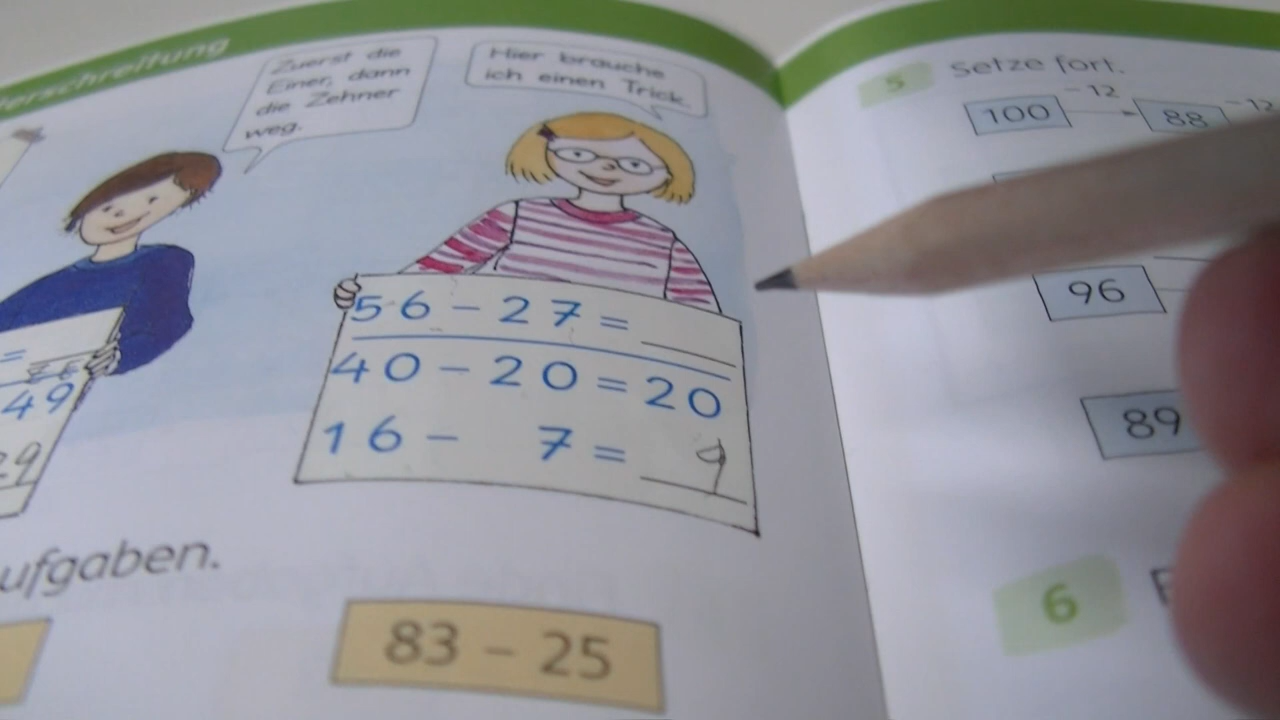 Zuerst die
Einer, dann
die Zehner
weg.
Hier brauche
ich einen Trick.
=
49
29
56 - 27 = ____
40 - 20 = 20
16 - 7 = 9
ufgaben.
83 - 25
5 Setze fort.
100 - 12 88 - 12
96
89
6